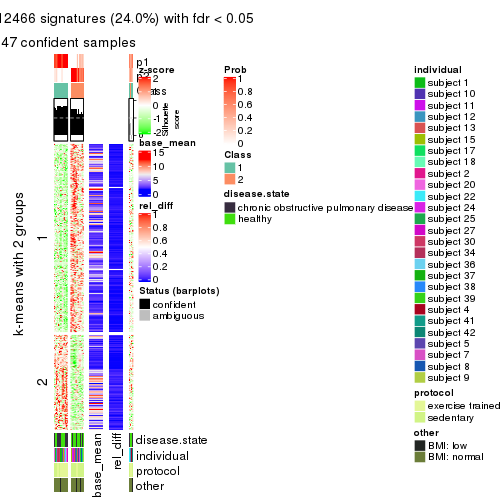 12466 signatures (24.0%) with fdr < 0.05
47 confident samples
p1
p2
Class
Silhouette
score
k-means with 2 groups
1
2
z-score
2
0
-1
-2
base_mean
15
10
5
0
rel_diff
1
0.8
0.6
0.4
0.2
0
Status (barplots)
confident
ambiguous
Prob
1
0.8
0.6
0.4
0.2
0
Class
1
2
disease.state
chronic obstructive pulmonary disease
healthy
individual
subject 1
subject 10
subject 11
subject 12
subject 13
subject 15
subject 17
subject 18
subject 2
subject 20
subject 22
subject 24
subject 25
subject 27
subject 30
subject 34
subject 36
subject 37
subject 38
subject 39
subject 4
subject 41
subject 42
subject 5
subject 7
subject 8
subject 9
protocol
exercise trained
sedentary
other
BMI: low
BMI: normal
disease.state
individual
protocol
other
base_mean
rel_diff